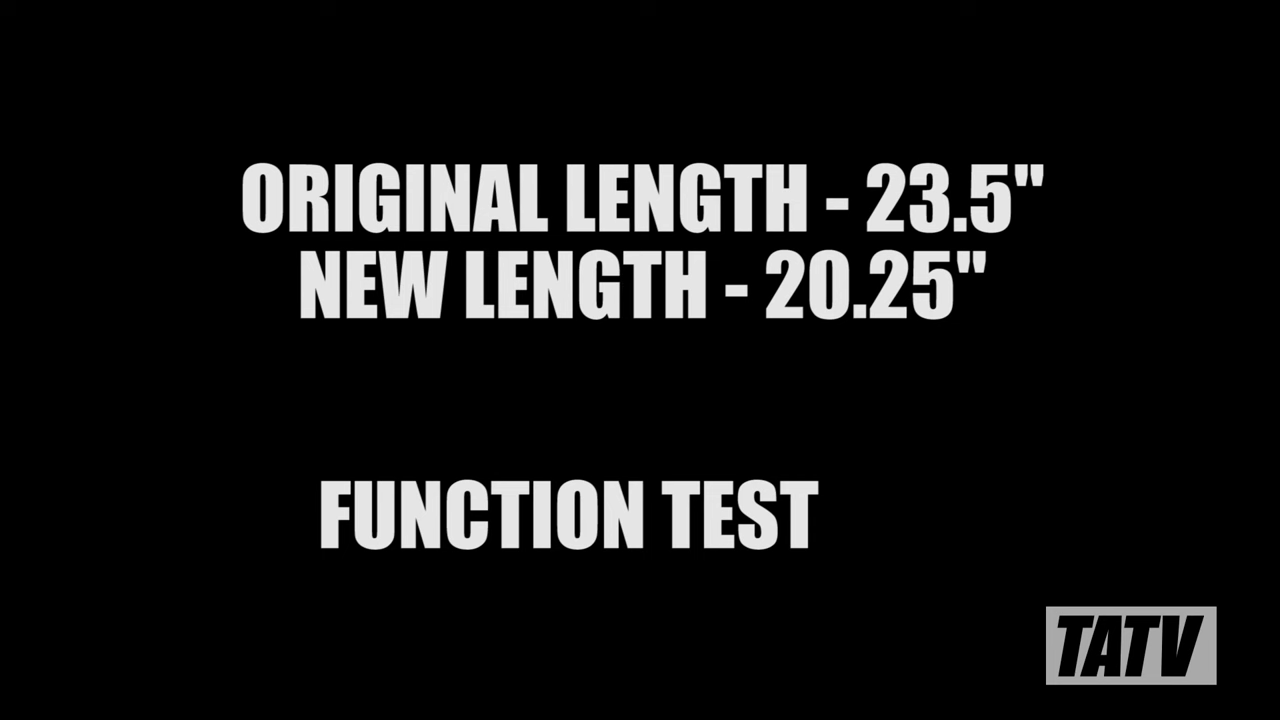 ORIGINAL LENGTH - 23.5"
NEW LENGTH - 20.25"
FUNCTION TEST
TATV